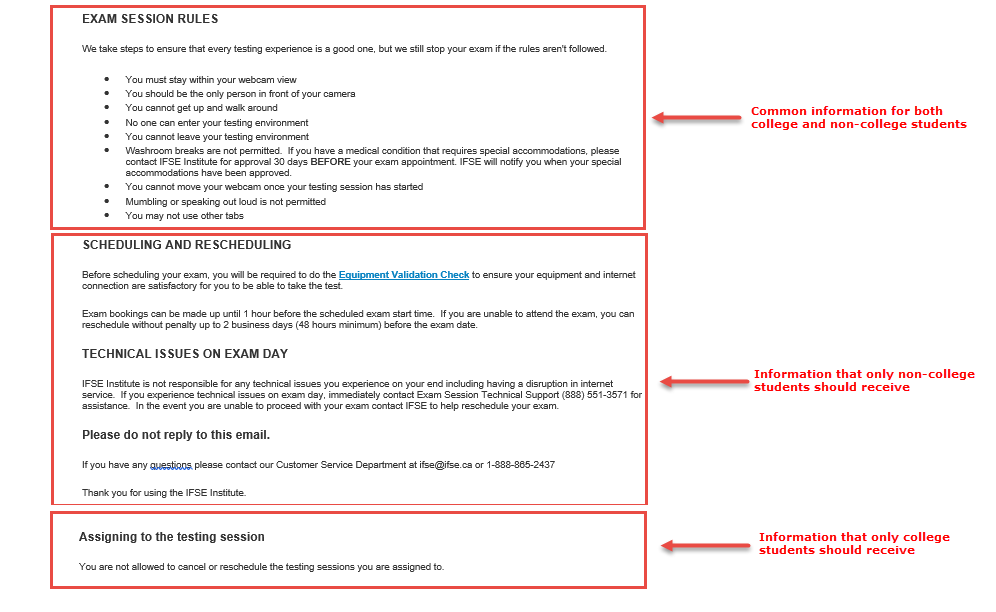 EXAM SESSION RULES
We take steps to ensure that every testing experience is a good one, but we still stop your exam if the rules aren't followed.
• You must stay within your webcam view
• You should be the only person in front of your camera
• You cannot get up and walk around
• No one can enter your testing environment
• You cannot leave your testing environment
• Washroom breaks are not permitted. If you have a medical condition that requires special accommodations, please
contact IFSE Institute for approval 30 days BEFORE your exam appointment. IFSE will notify you when your special
accommodations have been approved.
• You cannot move your webcam once your testing session has started
• Mumbling or speaking out loud is not permitted
• You may not use other tabs
Common information for both
college and non-college students
SCHEDULING AND RESCHEDULING
Before scheduling your exam, you will be required to do the Equipment Validation Check to ensure your equipment and internet
connection are satisfactory for you to be able to take the test.
Exam bookings can be made up until 1 hour before the scheduled exam start time. If you are unable to attend the exam, you can
reschedule without penalty up to 2 business days (48 hours minimum) before the exam date.
TECHNICAL ISSUES ON EXAM DAY
IFSE Institute is not responsible for any technical issues you experience on your end including having a disruption in internet
service. If you experience technical issues on exam day, immediately contact Exam Session Technical Support (888) 551-3571 for
assistance. In the event you are unable to proceed with your exam contact IFSE to help reschedule your exam.
Please do not reply to this email.
If you have any questions please contact our Customer Service Department at ifse@ifse.ca or 1-888-865-2437
Thank you for using the IFSE Institute.
Information that only non-college
students should receive
Assigning to the testing session
You are not allowed to cancel or reschedule the testing sessions you are assigned to.
Information that only college
students should receive